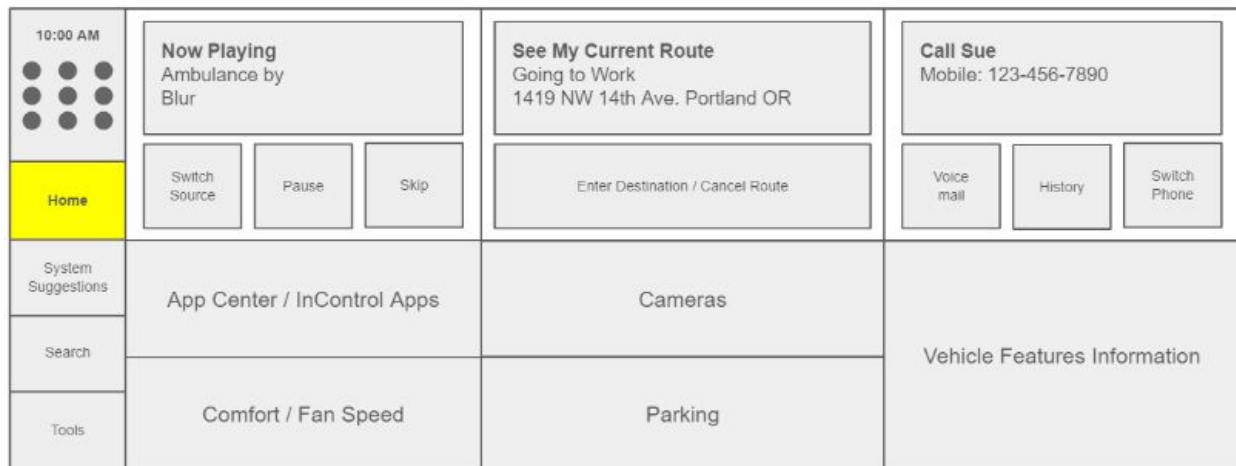 10:00 AM
Home
System
Suggestions
Search
Tools
Now Playing
Ambulance by
Blur
Switch
Source
Pause
Skip
See My Current Route
Going to Work
1419 NW 14th Ave. Portland OR
Enter Destination / Cancel Route
Call Sue
Mobile: 123-456-7890
Voice
mail
History
Switch
Phone
App Center / InControl Apps
Cameras
Vehicle Features Information
Comfort / Fan Speed
Parking